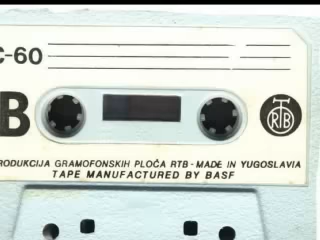 C-60
B
RTB
RODUKCIJA GRAMOFONSKIH PLOČA RTB - MADE IN YUGOSLAVIA
TAPE MANUFACTURED BY BASF